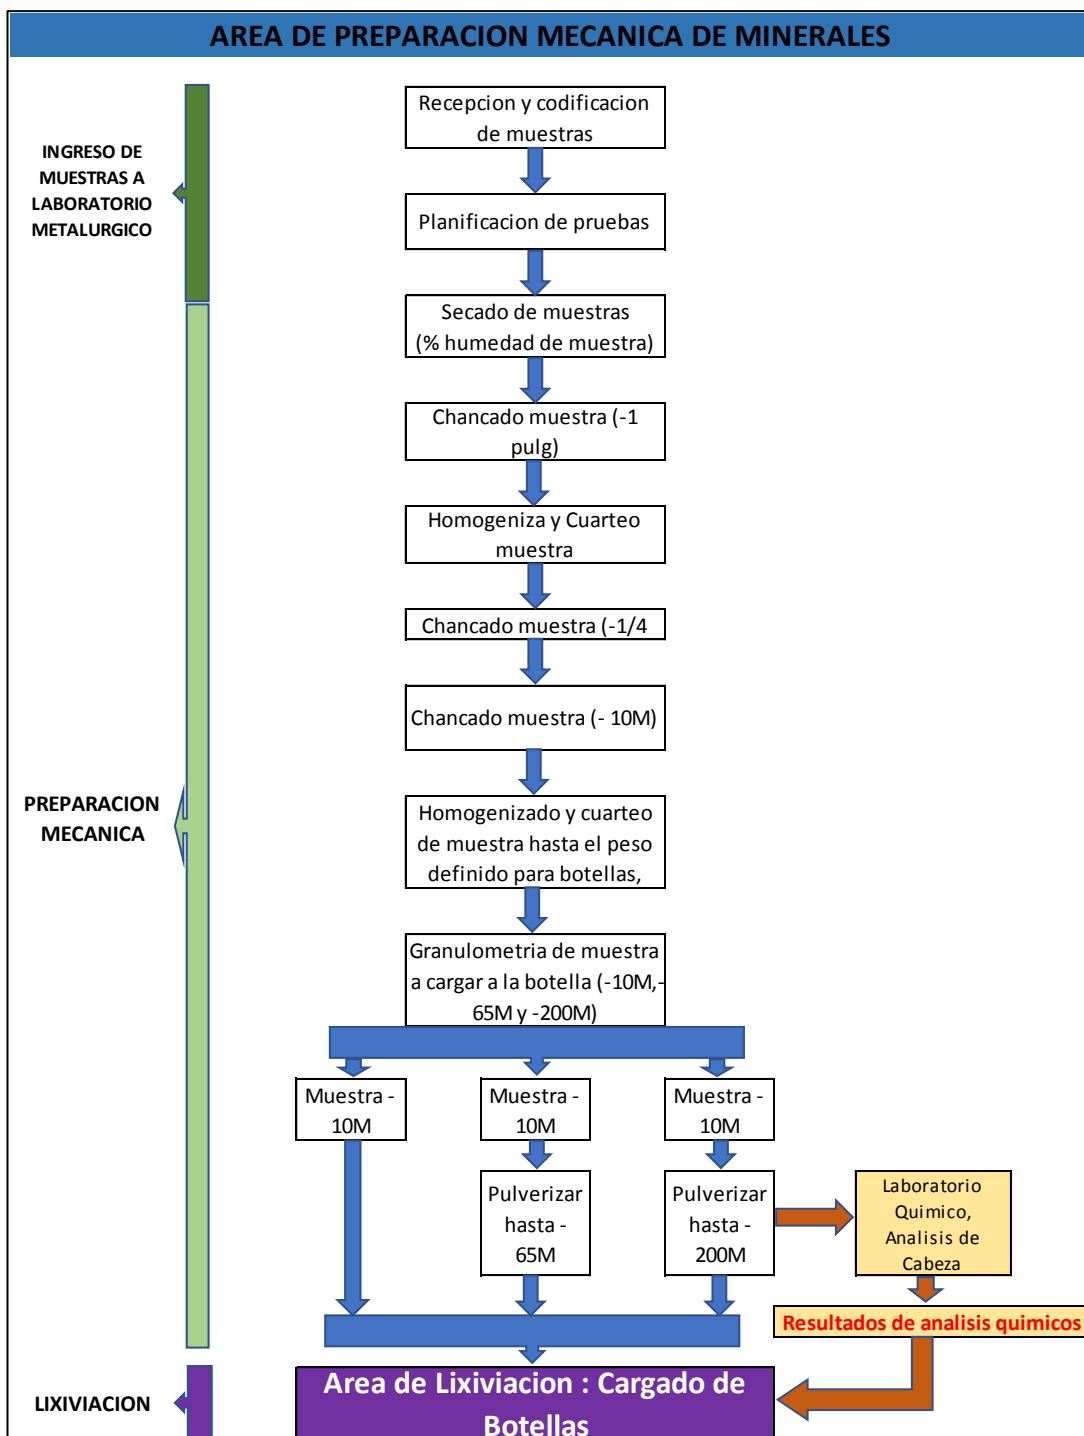 AREA DE PREPARACION MECANICA DE MINERALES
INGRESO DE
MUESTRAS A
LABORATORIO
METALURGICO
Recepcion y codificacion
de muestras
Planificacion de pruebas
Secado de muestras
(% humedad de muestra)
Chancado muestra (-1
pulg)
Homogeniza y Cuarteo
muestra
Chancado muestra (-1/4
Chancado muestra (- 10M)
PREPARACION
MECANICA
Homogenizado y cuarteo
de muestra hasta el peso
definido para botellas,
Granulometria de muestra
a cargar a la botella (-10M,-
65M y -200M)
Muestra -
10M
Muestra -
10M
Muestra -
10M
Pulverizar
hasta -
65M
Pulverizar
hasta -
200M
Laboratorio
Quimico,
Analisis de
Cabeza
Resultados de analisis quimicos
LIXIVIACION
Area de Lixiviacion : Cargado de
Botellas